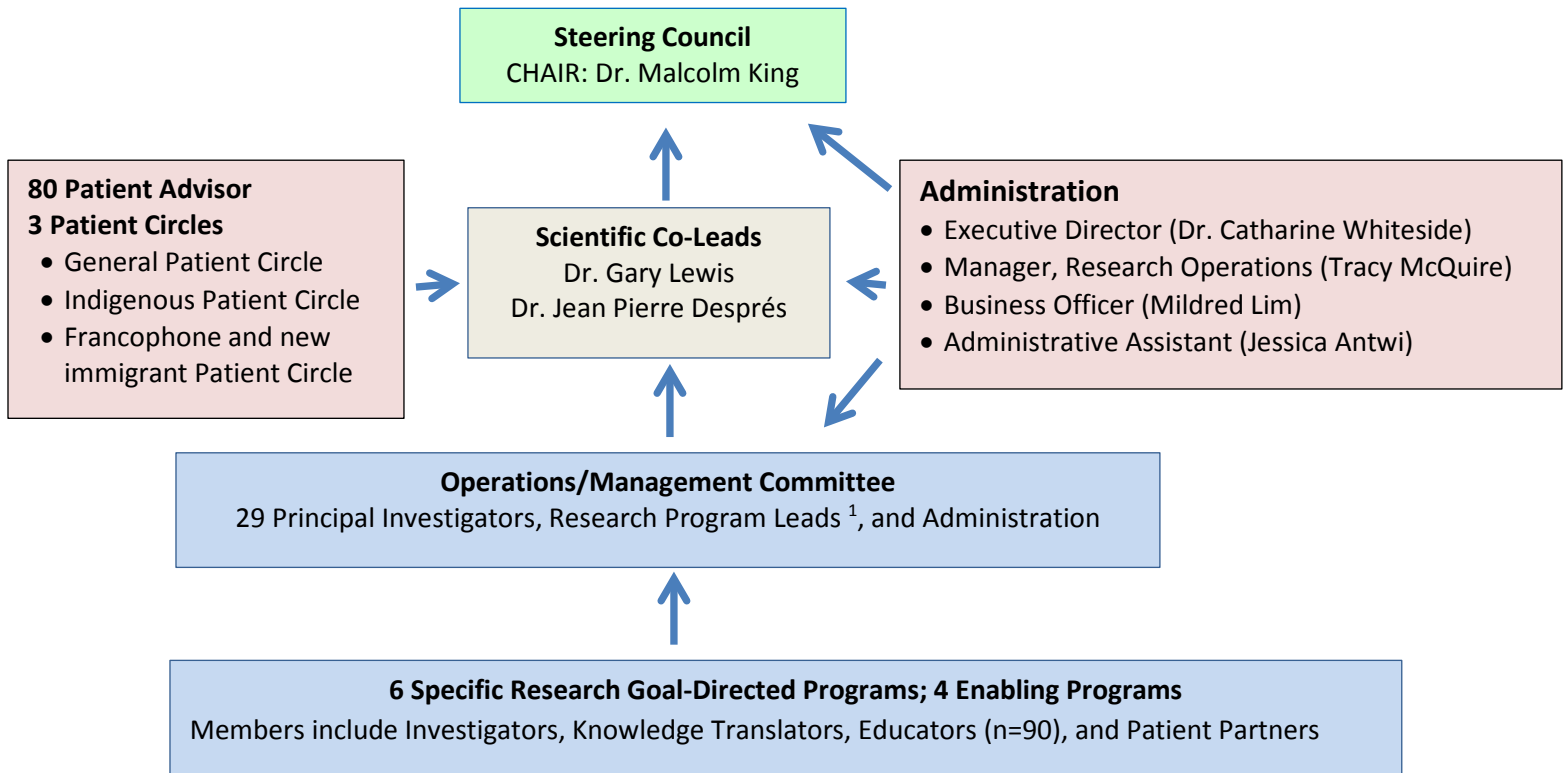 Steering Council
CHAIR: Dr. Malcolm King
80 Patient Advisor
3 Patient Circles
• General Patient Circle
• Indigenous Patient Circle
• Francophone and new
immigrant Patient Circle
Scientific Co-Leads
Dr. Gary Lewis
Dr. Jean Pierre Després
Administration
• Executive Director (Dr. Catharine Whiteside)
• Manager, Research Operations (Tracy McQuire)
• Business Officer (Mildred Lim)
• Administrative Assistant (Jessica Antwi)
Operations/Management Committee
29 Principal Investigators, Research Program Leads ¹, and Administration
6 Specific Research Goal-Directed Programs; 4 Enabling Programs
Members include Investigators, Knowledge Translators, Educators (n=90), and Patient Partners